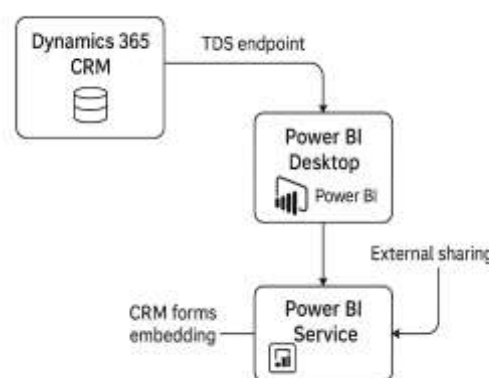 Dynamics 365
CRM
TDS endpoint
Power BI
Desktop
Power BI
External sharing
CRM forms
embedding
Power BI
Service